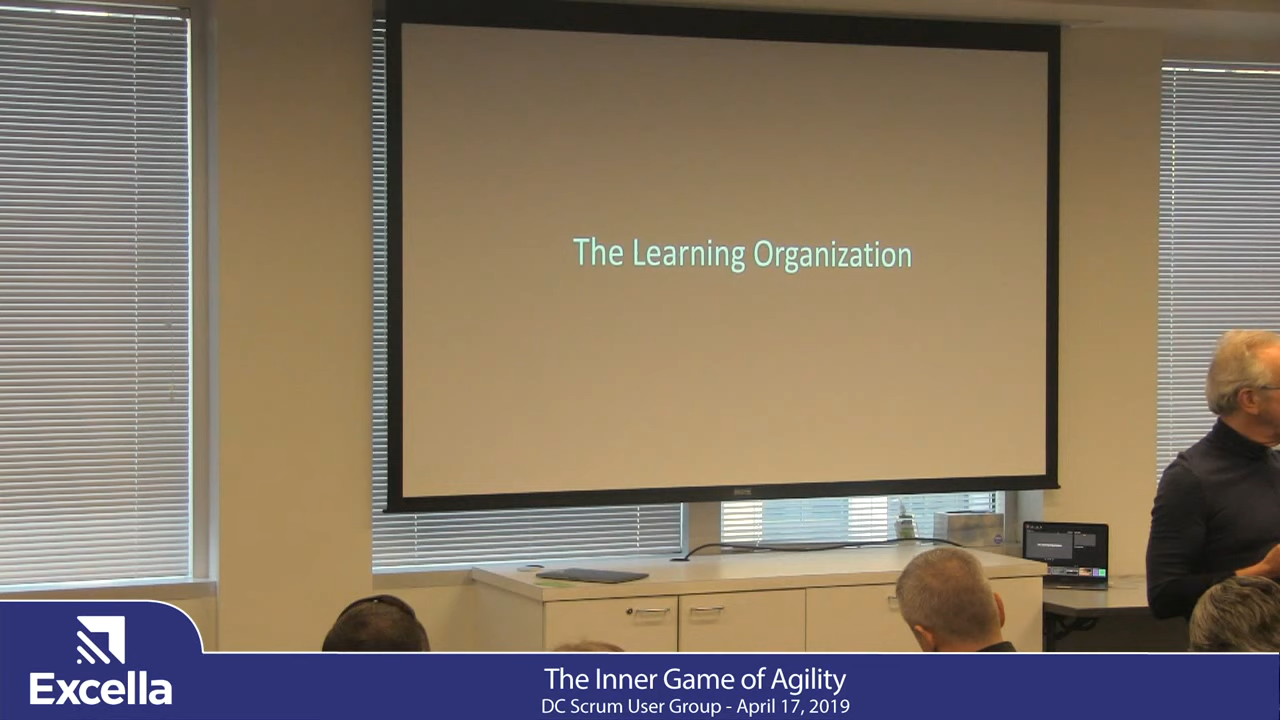 The Learning Organization
Excella
The Inner Game of Agility
DC Scrum User Group - April 17, 2019